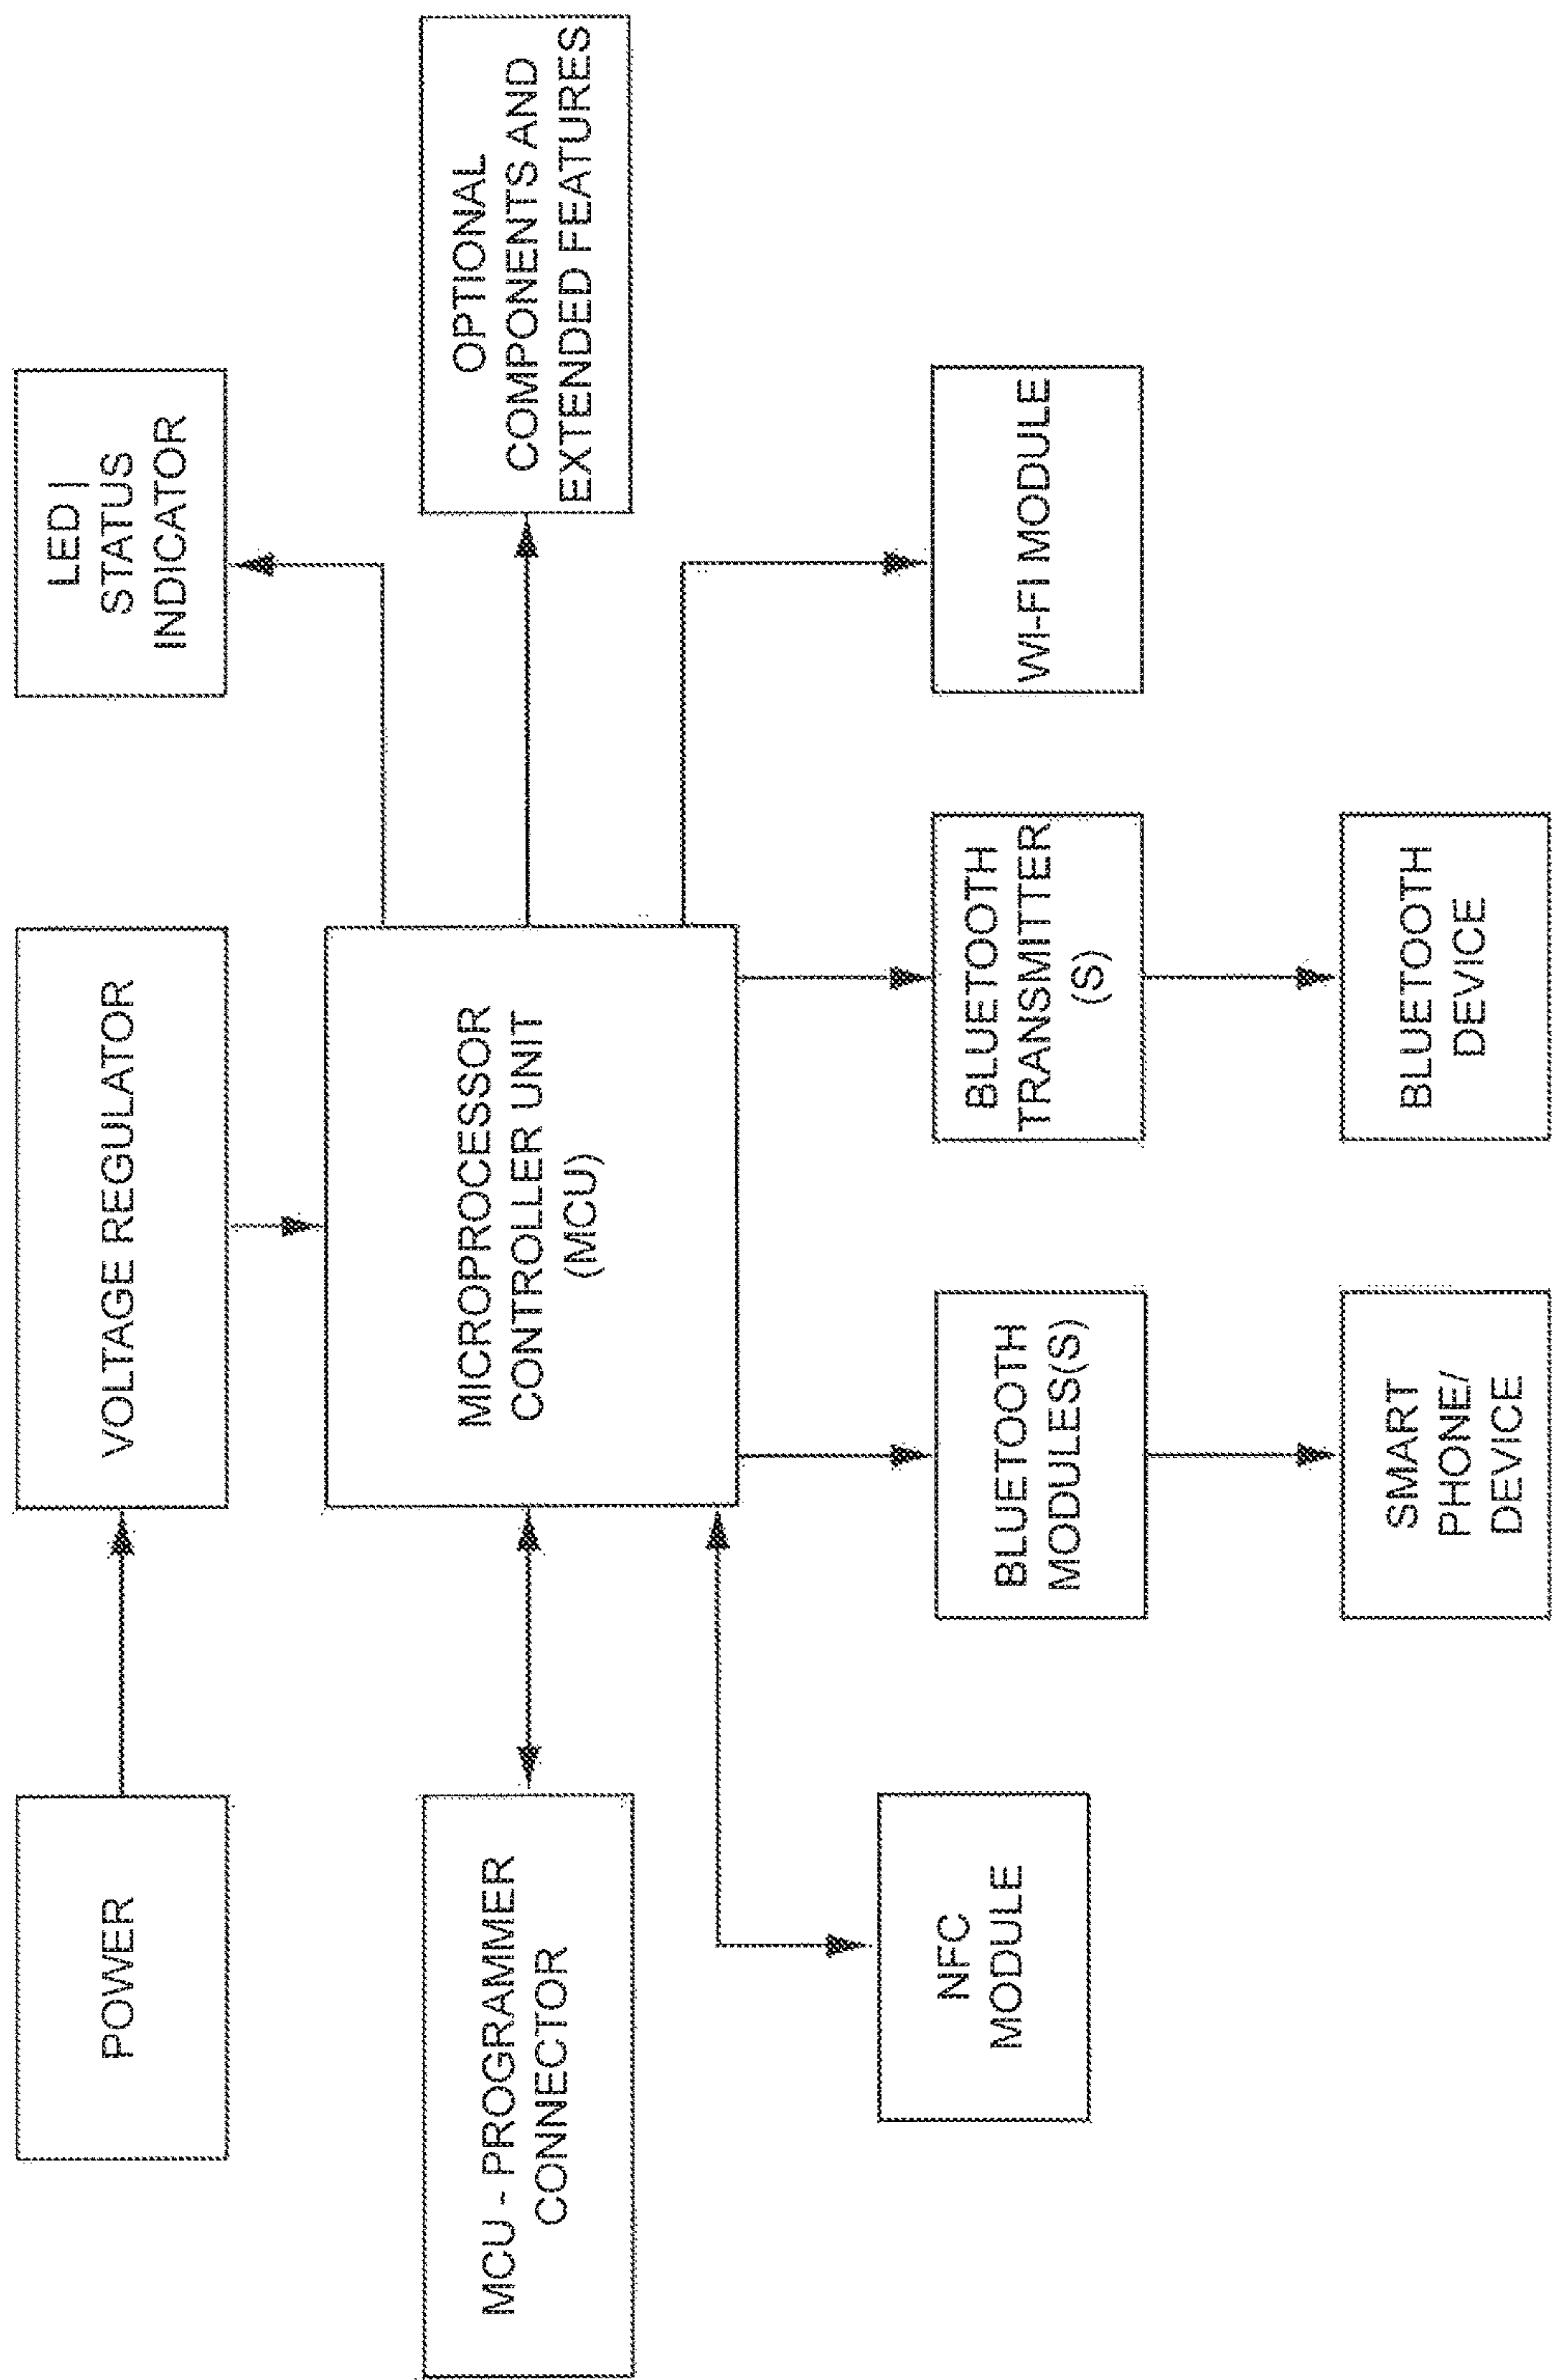 POWER
VOLTAGE REGULATOR
LED |
STATUS
INDICATOR
MCU - PROGRAMMER
CONNECTOR
MICROPROCESSOR
CONTROLLER UNIT
(MCU)
OPTIONAL
COMPONENTS AND
EXTENDED FEATURES
NFC
MODULE
BLUETOOTH
MODULES(S)
BLUETOOTH
TRANSMITTER
(S)
WI-FI MODULE
SMART
PHONE/
DEVICE
BLUETOOTH
DEVICE